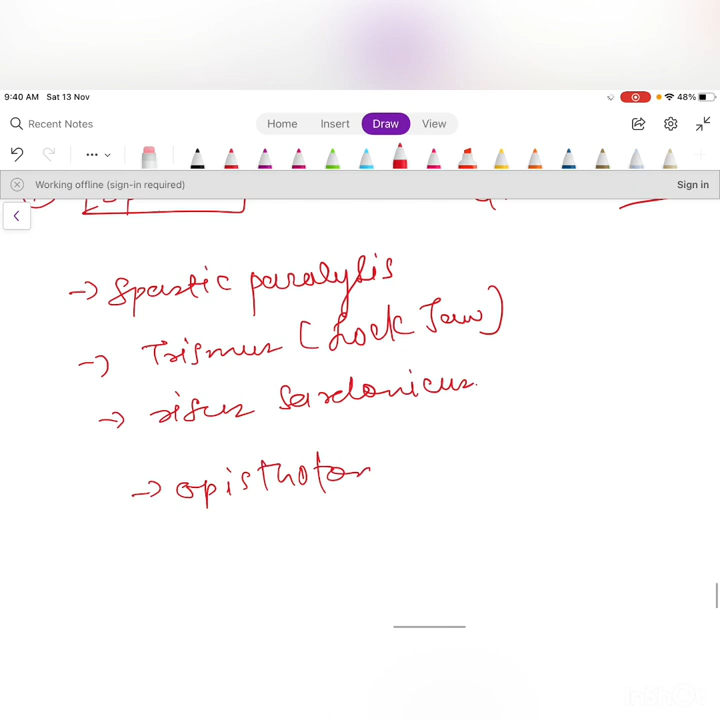 9:40 AM Sat 13 Nov
48%
Recent Notes
Home Insert Draw View
Working offline (sign-in required)
Sign in
→ Spastic paralysis
→ Trismus (Lock Jaw)
→ risus Sardonicus.
→ opisthoton